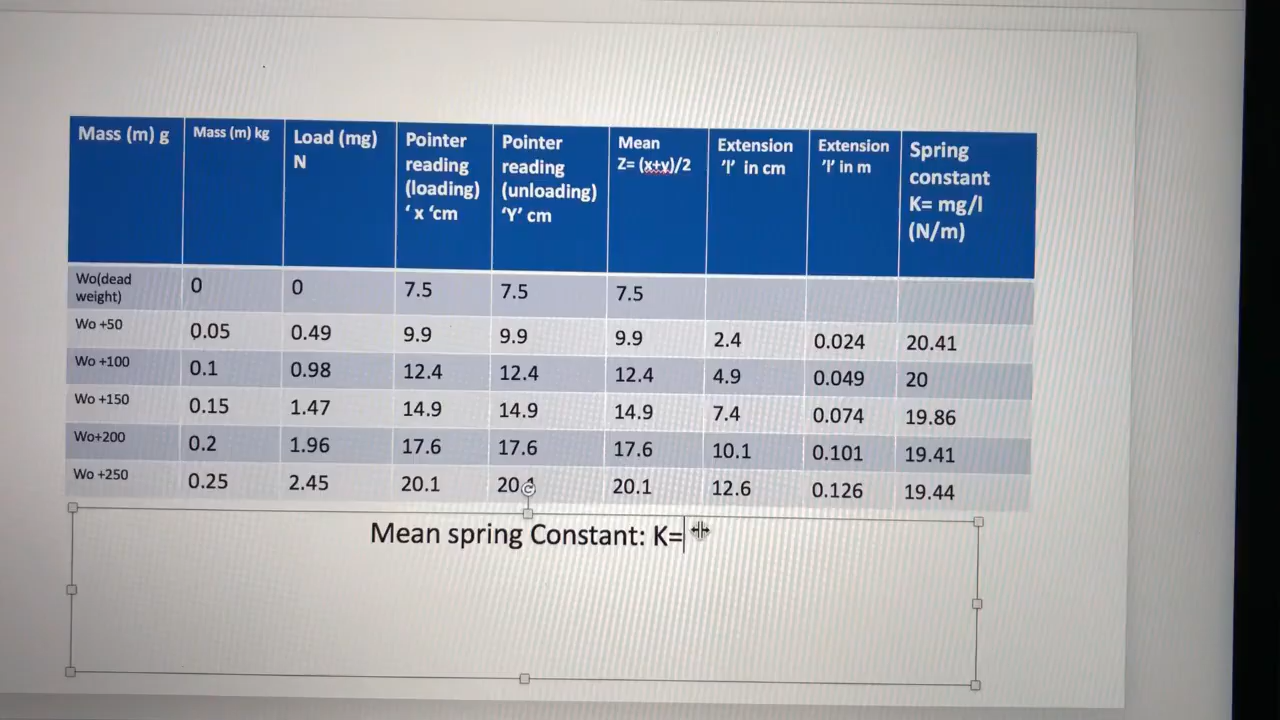 Mass (m) g
Mass (m) kg
Load (mg)
N
Pointer
reading
(loading)
‘ x ‘cm
Pointer
reading
(unloading)
‘Y’ cm
Mean
Z= (x+y)/2
Extension
‘l’ in cm
Extension
‘l’ in m
Spring
constant
K= mg/l
(N/m)
Wo(dead
weight)
0
0
7.5
7.5
7.5
Wo +50
0.05
0.49
9.9
9.9
9.9
2.4
0.024
20.41
Wo +100
0.1
0.98
12.4
12.4
12.4
4.9
0.049
20
Wo +150
0.15
1.47
14.9
14.9
14.9
7.4
0.074
19.86
Wo+200
0.2
1.96
17.6
17.6
17.6
10.1
0.101
19.41
Wo +250
0.25
2.45
20.1
20.1
20.1
12.6
0.126
19.44
Mean spring Constant: K=